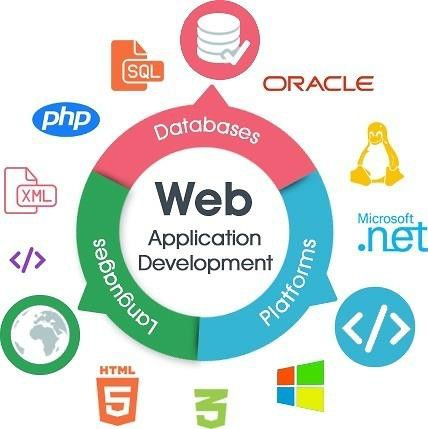 SQL
ORACLE
php
Databases
XML
Microsoft
.net
Web
Application
Development
Languages
Platforms
</>
</>
HTML
5
3